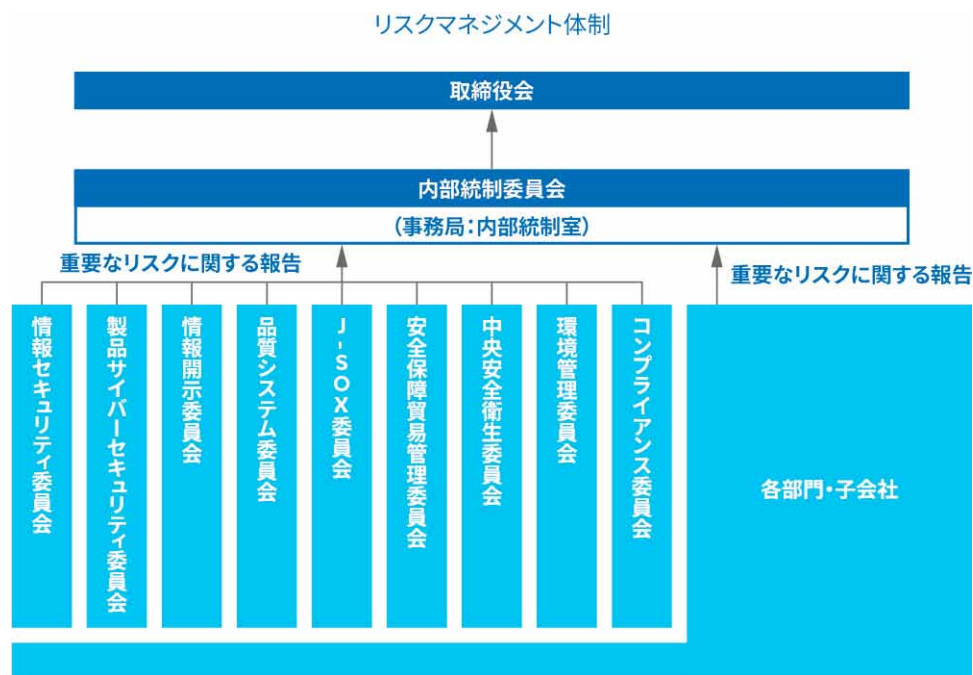 リスクマネジメント体制
取締役会
内部統制委員会
(事務局:内部統制室)
重要なリスクに関する報告
重要なリスクに関する報告
情報セキュリティ委員会
製品サイバーセキュリティ委員会
情報開示委員会
品質システム委員会
J-SOX委員会
安全保障貿易管理委員会
中央安全衛生委員会
環境管理委員会
コンプライアンス委員会
各部門・子会社